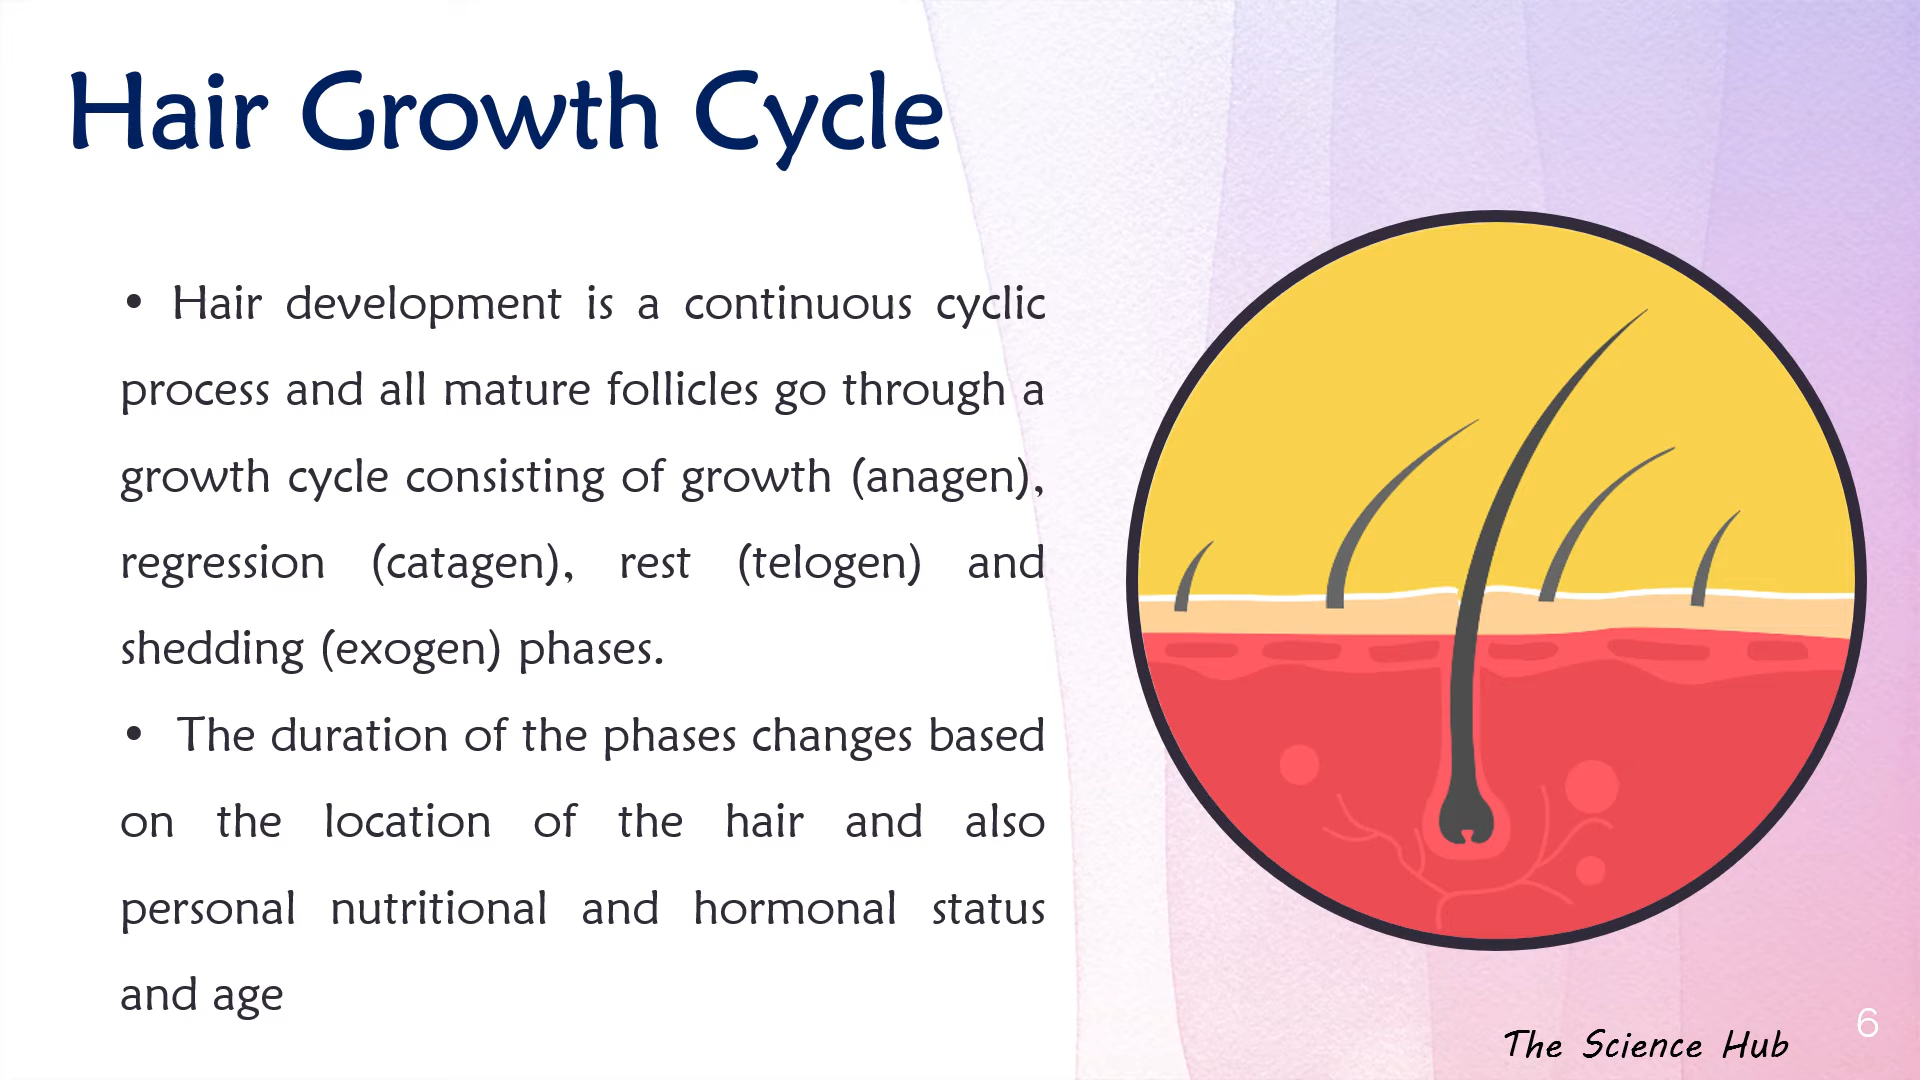 Hair Growth Cycle
• Hair development is a continuous cyclic
process and all mature follicles go through a
growth cycle consisting of growth (anagen),
regression (catagen), rest (telogen) and
shedding (exogen) phases.
• The duration of the phases changes based
on the location of the hair and also
personal nutritional and hormonal status
and age
The Science Hub
6